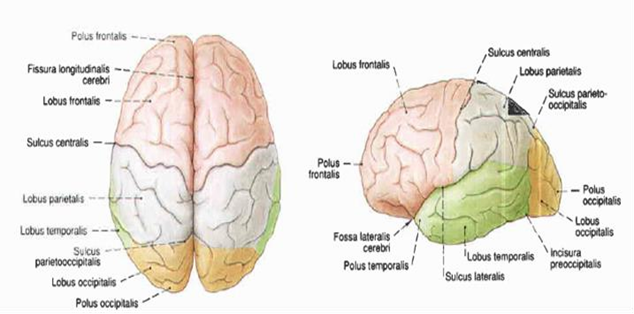 Polus frontalis
Fissura longitudinalis
cerebri
Lobus frontalis
Sulcus centralis
Lobus parietalis
Lobus temporalis
Sulcus
parietooccipitalis
Lobus occipitalis
Polus occipitalis
Lobus frontalis
Sulcus centralis
Lobus parietalis
Sulcus parieto-
occipitalis
Polus
frontalis
Polus
occipitalis
Lobus
occipitalis
Fossa lateralis
cerebri
Polus temporalis
Lobus temporalis
Sulcus lateralis
Incisura
preoccipitalis